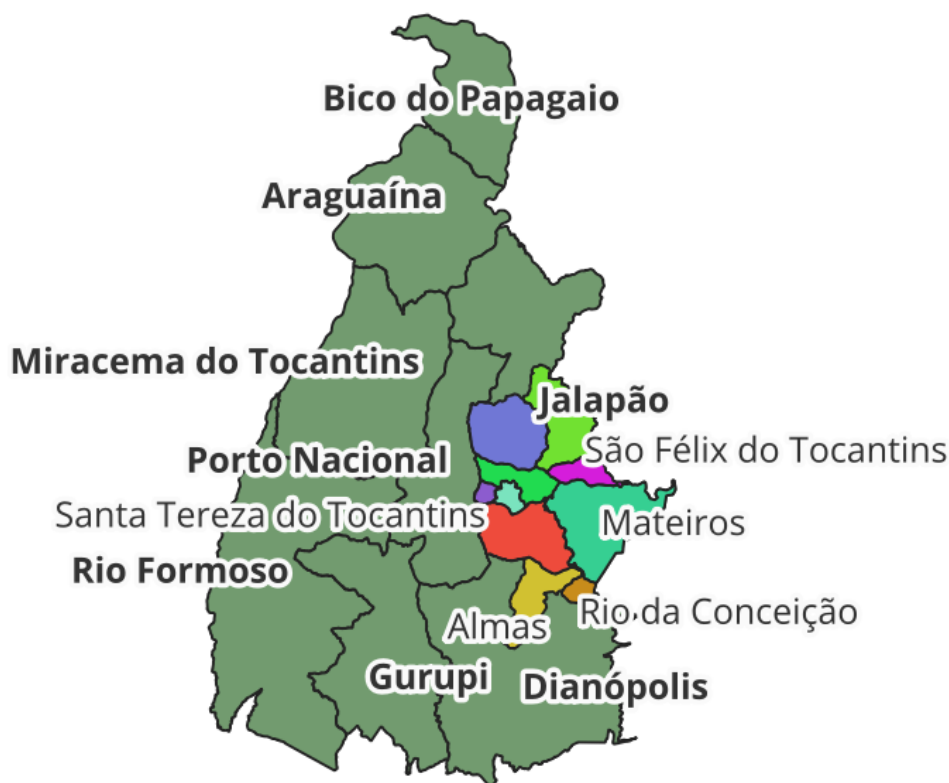 Bico do Papagaio
Araguaína
Miracema do Tocantins
Jalapão
São Félix do Tocantins
Porto Nacional
Santa Tereza do Tocantins
Mateiros
Rio Formoso
Rio da Conceição
Almas
Gurupi
Dianópolis